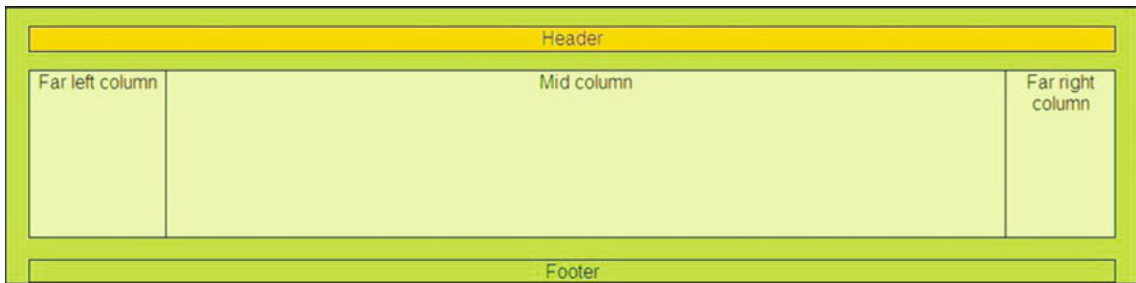 Header
Far left column
Mid column
Far right
column
Footer